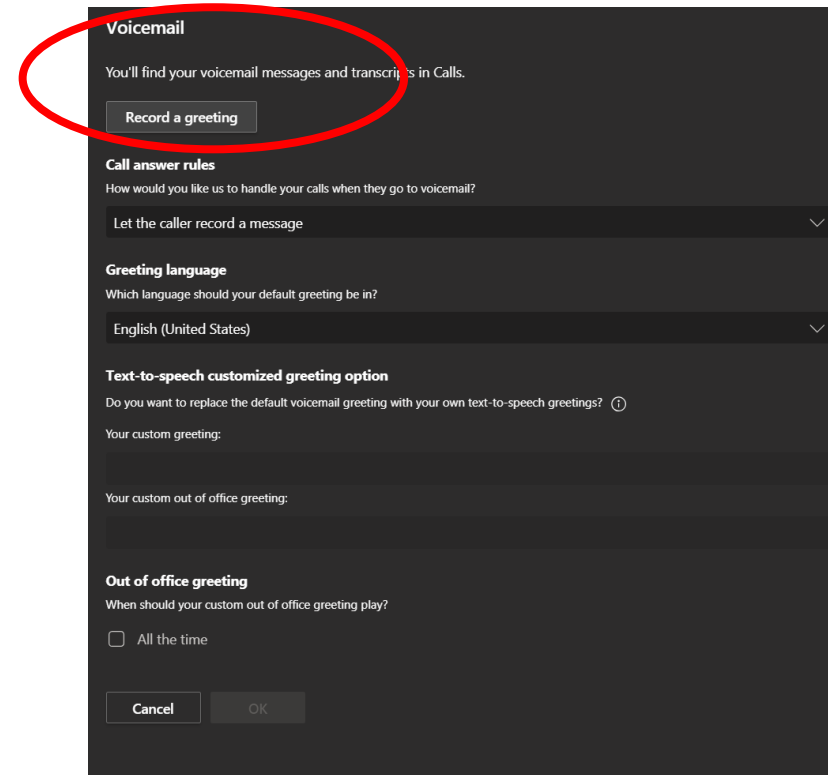 Voicemail
You'll find your voicemail messages and transcripts in Calls.
Record a greeting
Call answer rules
How would you like us to handle your calls when they go to voicemail?
Let the caller record a message
Greeting language
Which language should your default greeting be in?
English (United States)
Text-to-speech customized greeting option
Do you want to replace the default voicemail greeting with your own text-to-speech greetings?
Your custom greeting:
Your custom out of office greeting:
Out of office greeting
When should your custom out of office greeting play?
All the time
Cancel OK